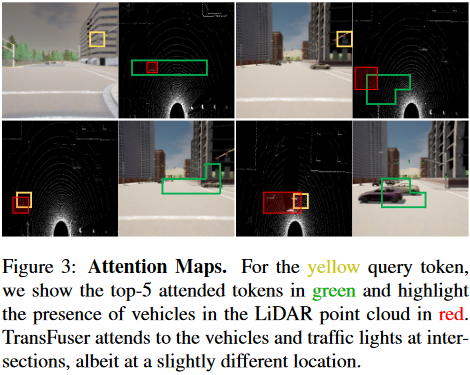 Figure 3: Attention Maps. For the yellow query token,
we show the top-5 attended tokens in green and highlight
the presence of vehicles in the LiDAR point cloud in red.
TransFuser attends to the vehicles and traffic lights at inter-
sections, albeit at a slightly different location.